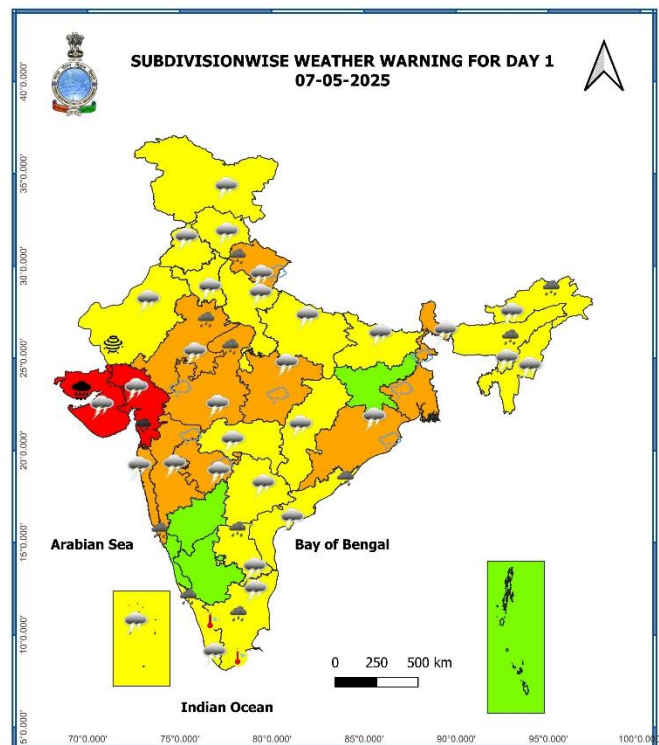 SUBDIVISIONWISE WEATHER WARNING FOR DAY 1
07-05-2025
40°0.000'
35°0.000'
30°0.000'
25°0.000'
20°0.000'
15°0.000'
10°0.000'
5°0.000'
Arabian Sea
Bay of Bengal
0 250 500 km
Indian Ocean
70°0.000' 75°0.000' 80°0.000' 85°0.000' 90°0.000' 95°0.000' 100°0.000'